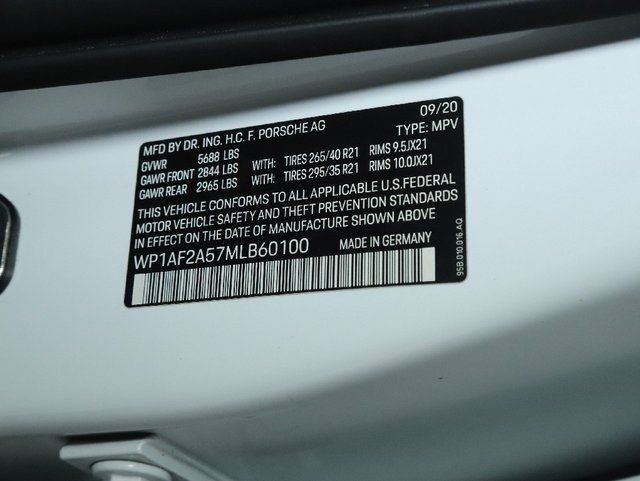 MFD BY DR. ING. H.C. F. PORSCHE AG 09/20
GVWR 5688 LBS TYPE: MPV
GAWR FRONT 2844 LBS WITH: TIRES 265/40 R21 RIMS 9.5JX21
GAWR REAR 2965 LBS WITH: TIRES 295/35 R21 RIMS 10.0JX21
THIS VEHICLE CONFORMS TO ALL APPLICABLE U.S.FEDERAL
MOTOR VEHICLE SAFETY AND THEFT PREVENTION STANDARDS
IN EFFECT ON THE DATE OF MANUFACTURE SHOWN ABOVE
WP1AF2A57MLB60100 MADE IN GERMANY
95B.010.016.AQ